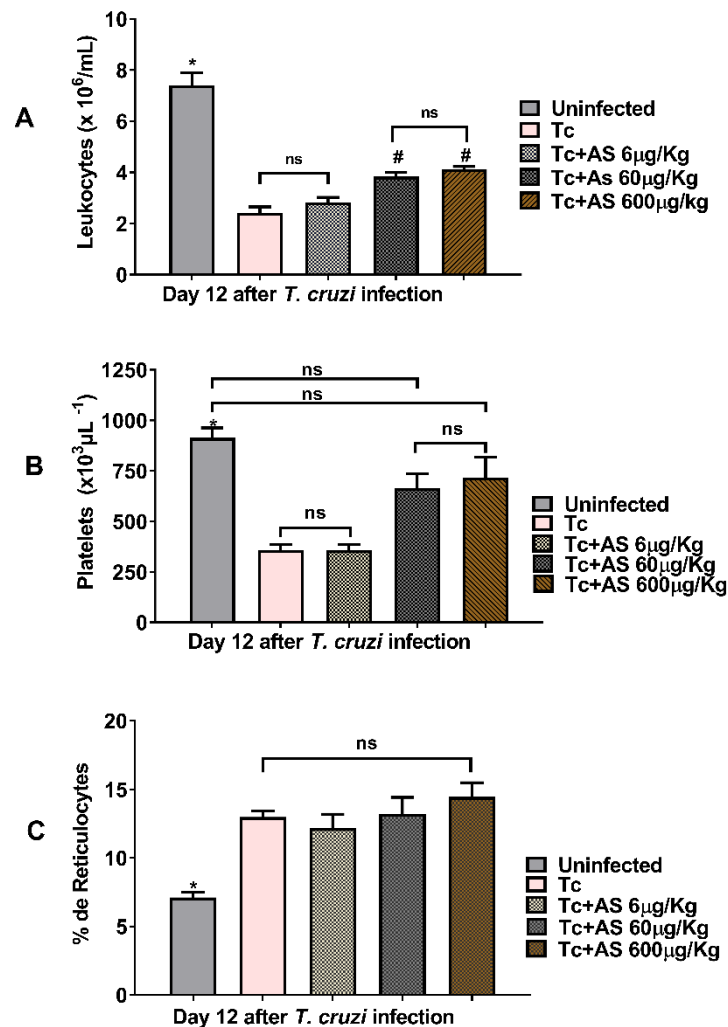 A
Leukocytes (x 10⁶/mL)
8
6
4
2
0
*
ns
#
ns
#
Day 12 after T. cruzi infection
Uninfected
Tc
Tc+AS 6µg/Kg
Tc+As 60µg/Kg
Tc+AS 600µg/kg
B
Platelets (x10³µL⁻¹)
1250
1000
750
500
250
0
ns
ns
*
ns
ns
Day 12 after T. cruzi infection
Uninfected
Tc
Tc+AS 6µg/Kg
Tc+AS 60µg/Kg
Tc+AS 600µg/Kg
C
% de Reticulocytes
20
15
10
5
0
*
ns
Day 12 after T. cruzi infection
Uninfected
Tc
Tc+AS 6µg/Kg
Tc+AS 60µg/Kg
Tc+AS 600µg/Kg